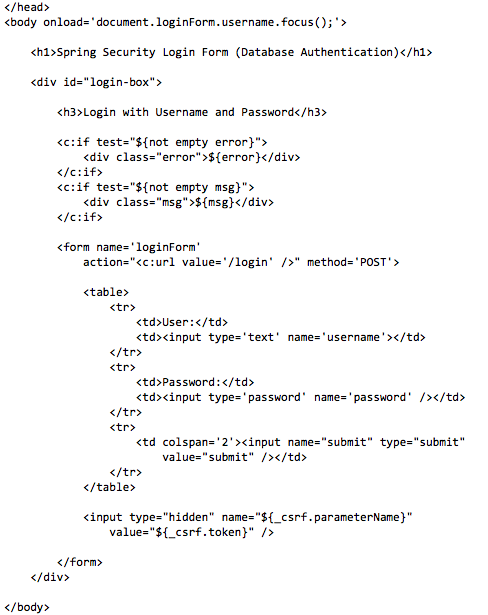 </head>
<body onload='document.loginForm.username.focus();'>
<h1>Spring Security Login Form (Database Authentication)</h1>
<div id="login-box">
<h3>Login with Username and Password</h3>
<c:if test="${not empty error}">
<div class="error">${error}</div>
</c:if>
<c:if test="${not empty msg}">
<div class="msg">${msg}</div>
</c:if>
<form name='loginForm'
action="<c:url value='/login' />" method='POST'>
<table>
<tr>
<td>User:</td>
<td><input type='text' name='username'></td>
</tr>
<tr>
<td>Password:</td>
<td><input type='password' name='password' /></td>
</tr>
<tr>
<td colspan='2'><input name="submit" type="submit"
value="submit" /></td>
</tr>
</table>
<input type="hidden" name="${_csrf.parameterName}"
value="${_csrf.token}" />
</form>
</div>
</body>